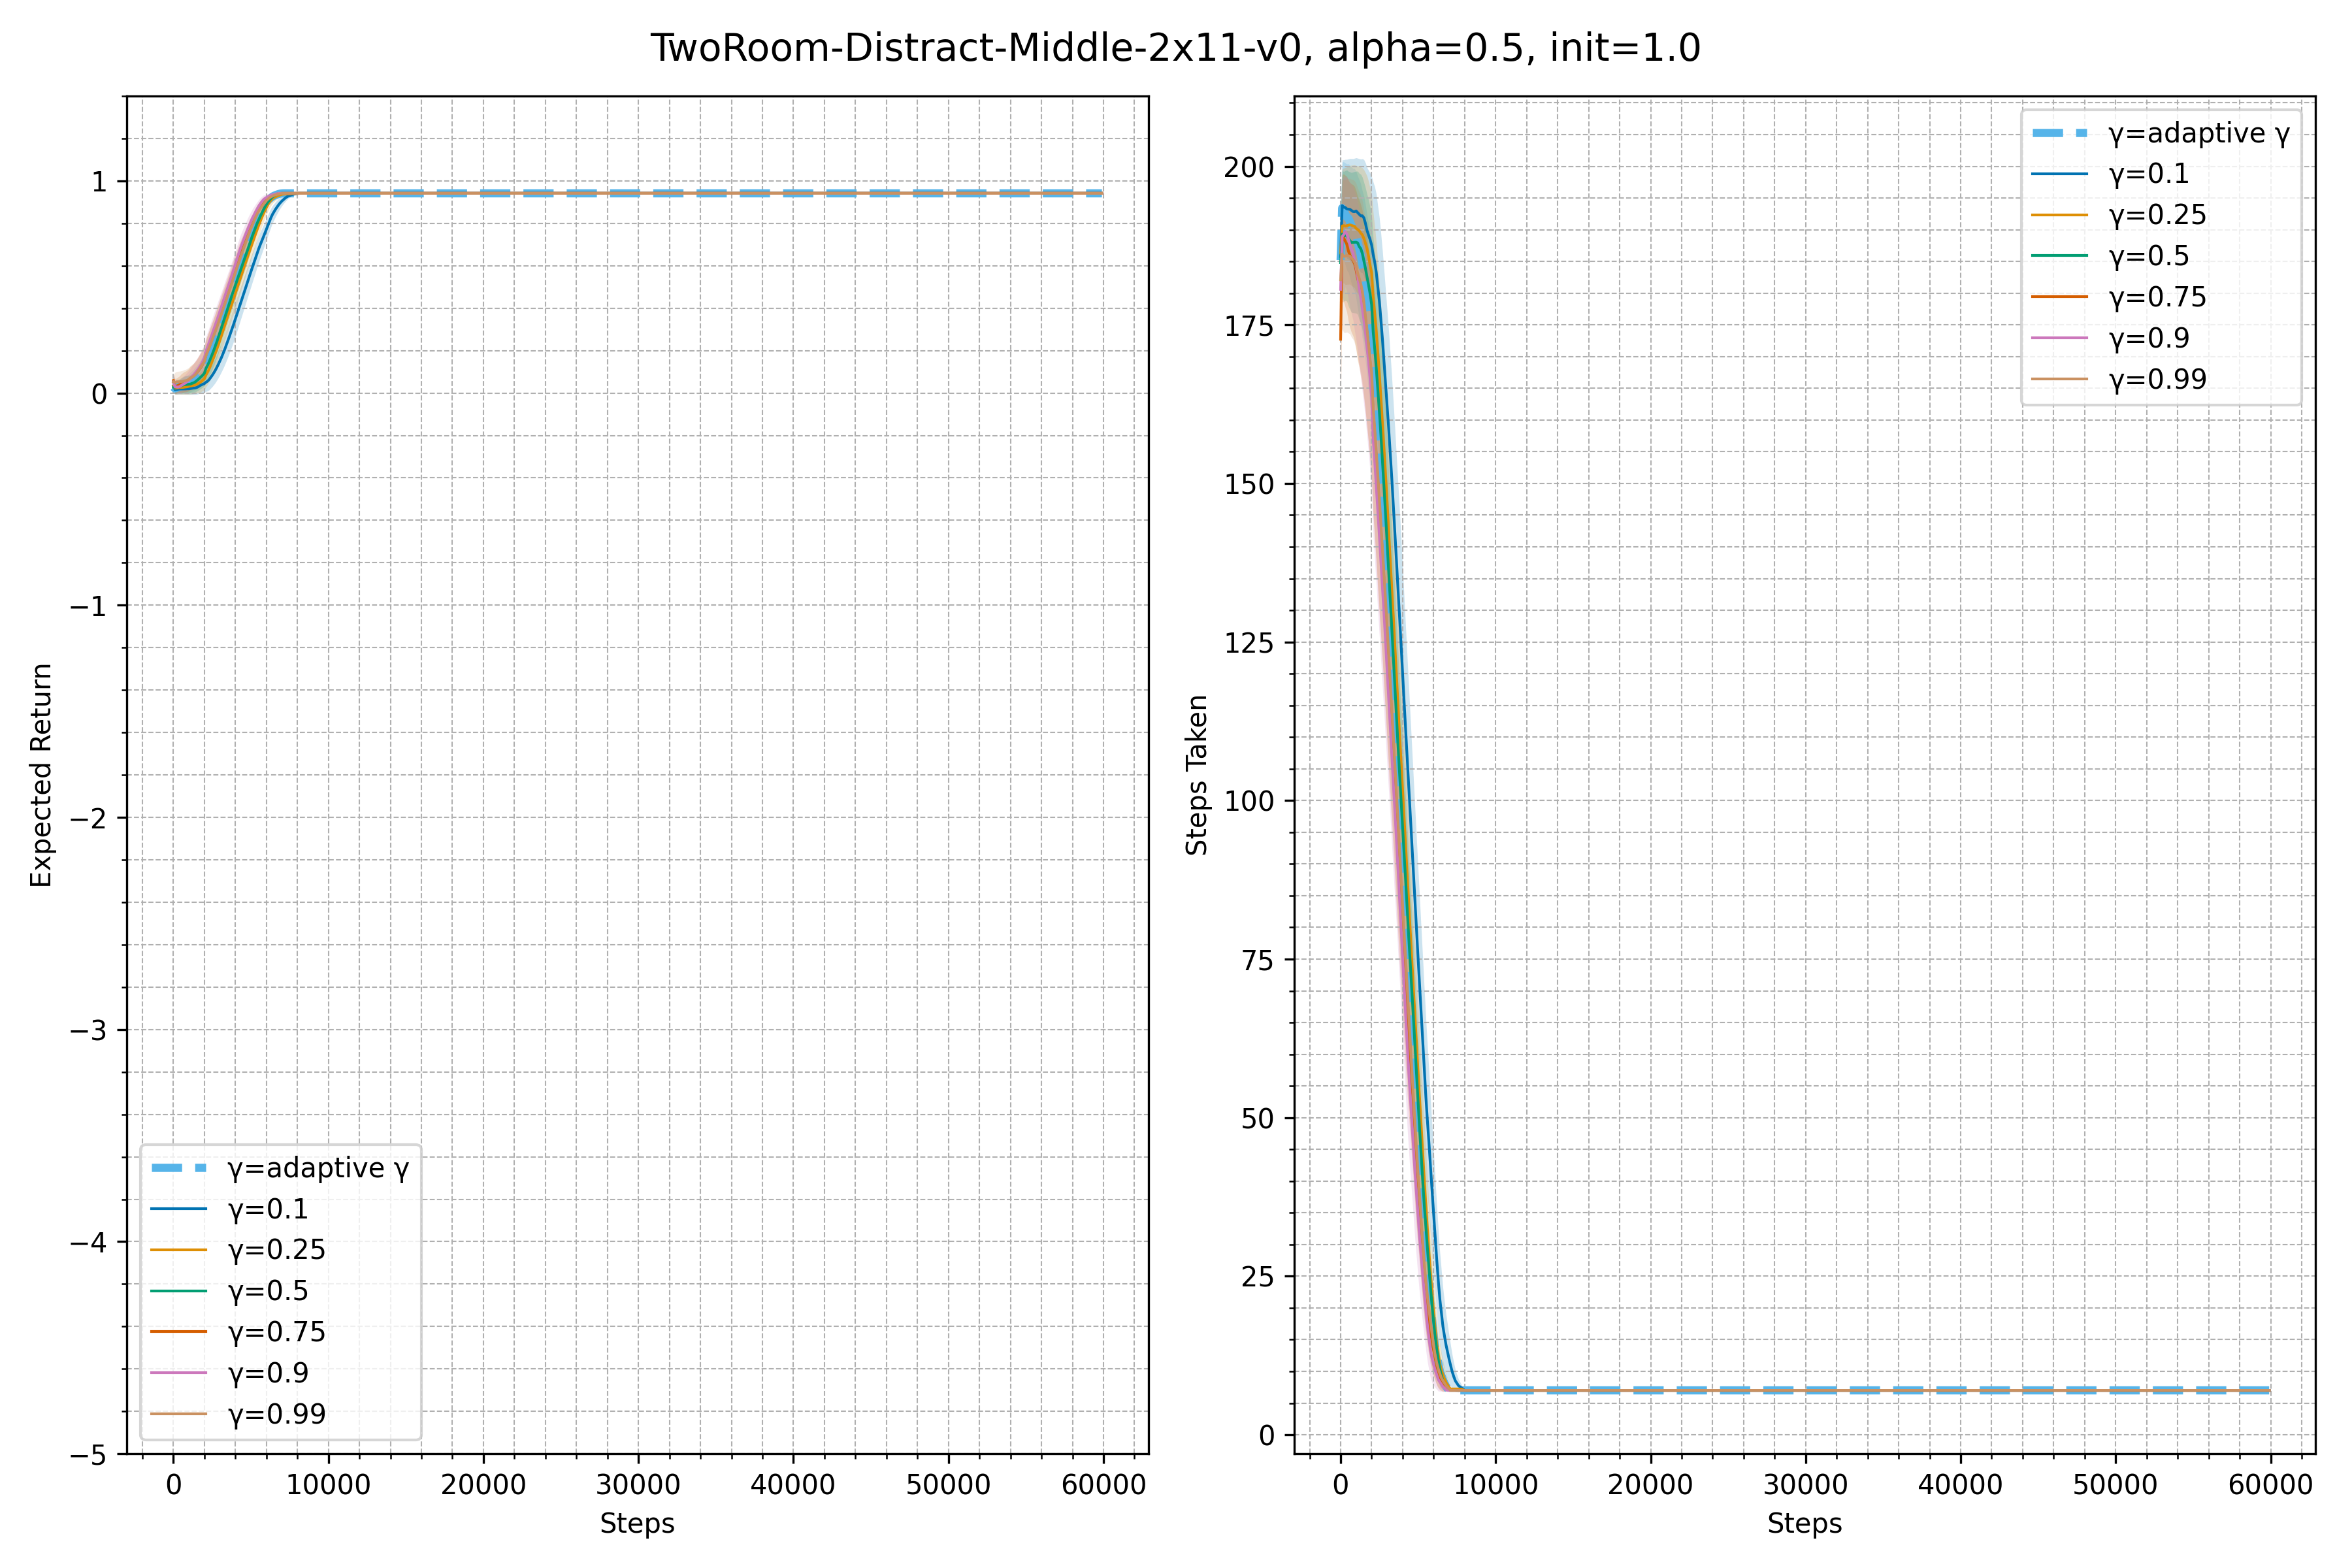 TwoRoom-Distract-Middle-2x11-v0, alpha=0.5, init=1.0
Expected Return
1
0
−1
−2
−3
−4
−5
γ=adaptive γ
γ=0.1
γ=0.25
γ=0.5
γ=0.75
γ=0.9
γ=0.99
0 10000 20000 30000 40000 50000 60000
Steps
Steps Taken
200
175
150
125
100
75
50
25
0
γ=adaptive γ
γ=0.1
γ=0.25
γ=0.5
γ=0.75
γ=0.9
γ=0.99
0 10000 20000 30000 40000 50000 60000
Steps